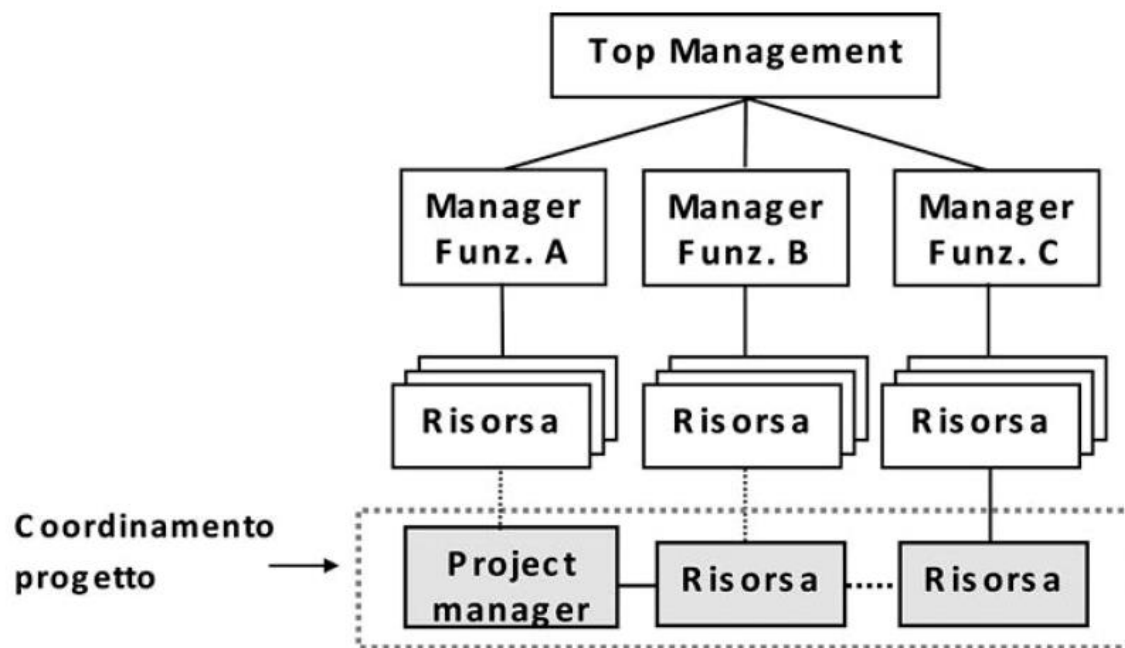 Top Management
Manager
Funz. A
Manager
Funz. B
Manager
Funz. C
Risorsa
Risorsa
Risorsa
Coordinamento
progetto
Project
manager
Risorsa
Risorsa